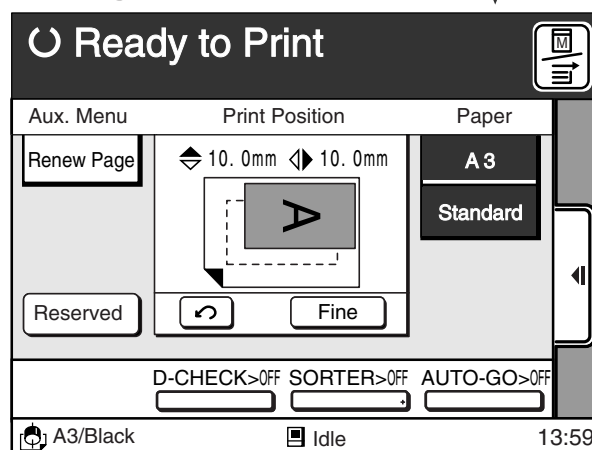 Ready to Print
M
Aux. Menu Print Position Paper
Renew Page 10. 0mm 10. 0mm A3
A Standard
Reserved Fine
D-CHECK>OFF SORTER>OFF AUTO-GO>OFF
A3/Black Idle 13:59